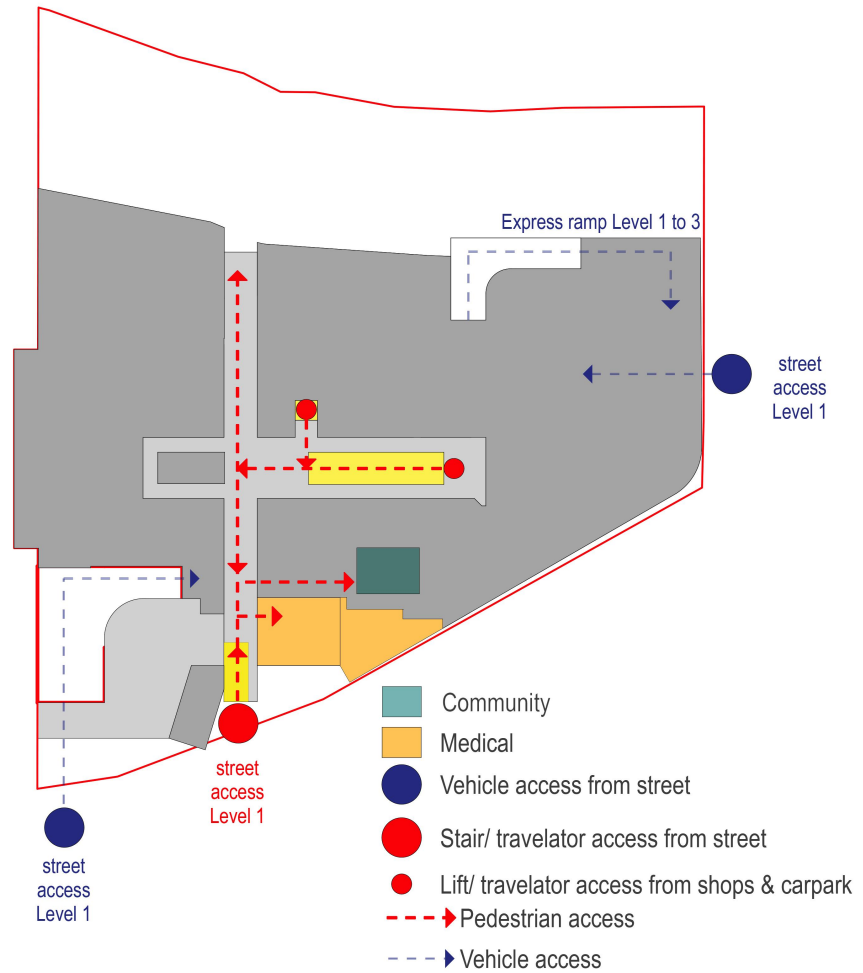 Express ramp Level 1 to 3
street
access
Level 1
street
access
Level 1
street
access
Level 1
Community
Medical
Vehicle access from street
Stair/ travelator access from street
Lift/ travelator access from shops & carpark
Pedestrian access
Vehicle access